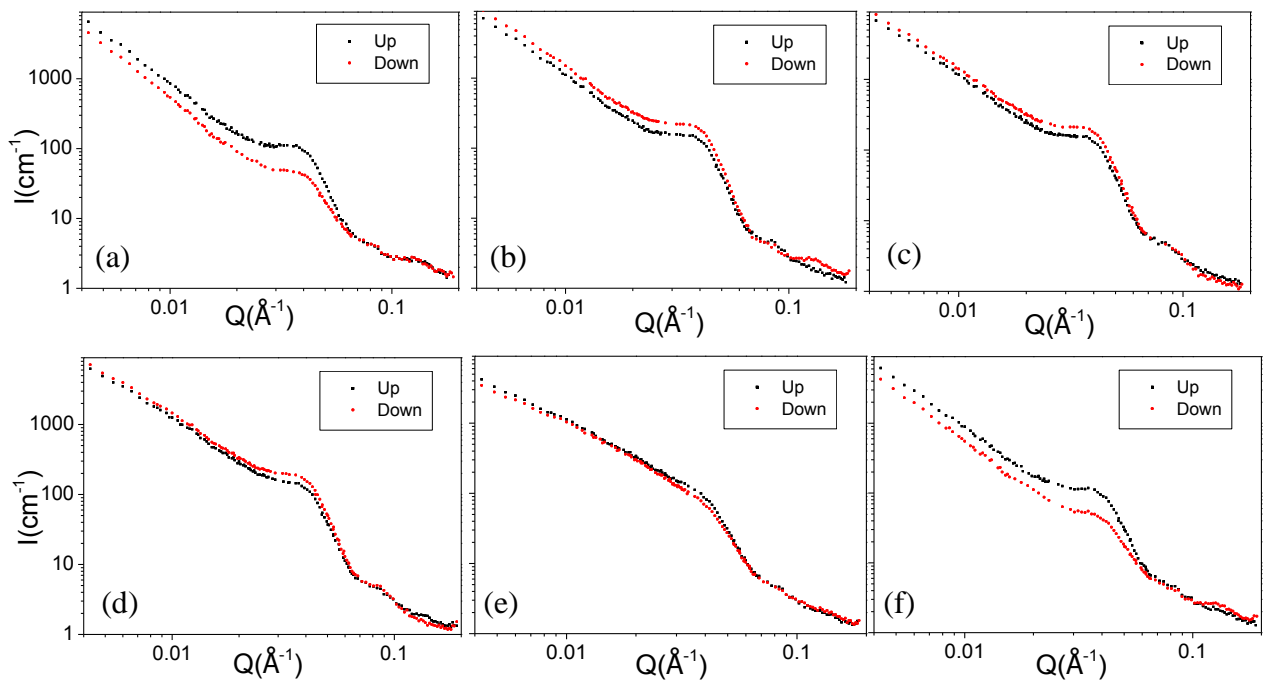 Up
Down
1000
100
10
1
I(cm⁻¹)
(a)
0.01
0.1
Q(Å⁻¹)
Up
Down
(b)
0.01
0.1
Q(Å⁻¹)
Up
Down
(c)
0.01
0.1
Q(Å⁻¹)
Up
Down
1000
100
10
1
I(cm⁻¹)
(d)
0.01
0.1
Q(Å⁻¹)
Up
Down
(e)
0.01
0.1
Q(Å⁻¹)
Up
Down
(f)
0.01
0.1
Q(Å⁻¹)